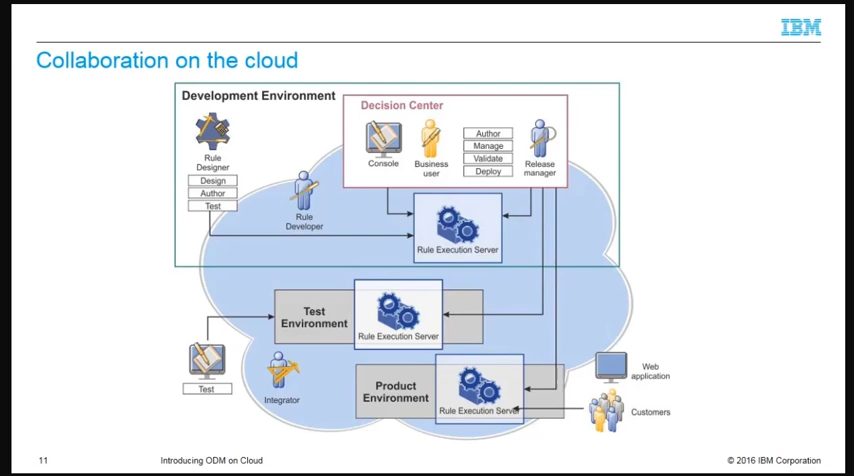 IBM
Collaboration on the cloud
Development Environment
Decision Center
Rule
Designer
Design
Author
Test
Rule
Developer
Console
Business
user
Author
Manage
Validate
Deploy
Release
manager
Rule Execution Server
Test
Environment
Rule Execution Server
Test
Integrator
Product
Environment
Rule Execution Server
Web
application
Customers
11
Introducing ODM on Cloud
© 2016 IBM Corporation